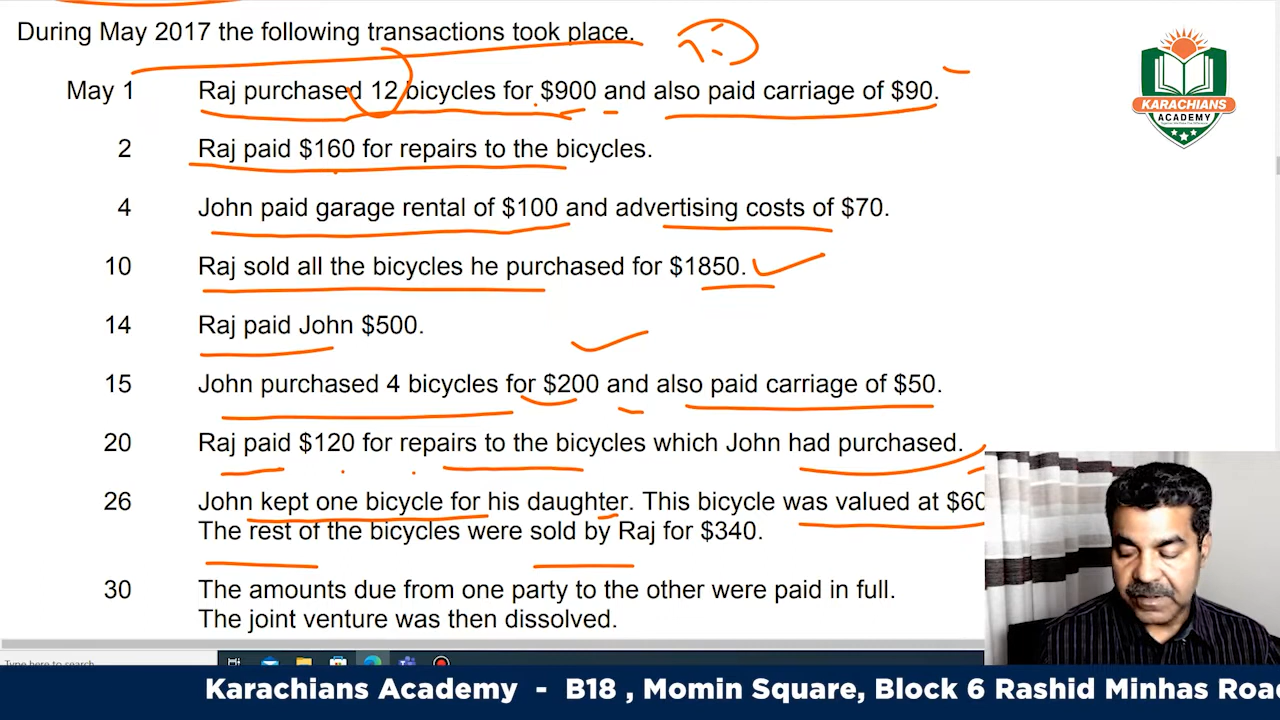 During May 2017 the following transactions took place.
May 1 Raj purchased 12 bicycles for $900 and also paid carriage of $90.
2 Raj paid $160 for repairs to the bicycles.
4 John paid garage rental of $100 and advertising costs of $70.
10 Raj sold all the bicycles he purchased for $1850.
14 Raj paid John $500.
15 John purchased 4 bicycles for $200 and also paid carriage of $50.
20 Raj paid $120 for repairs to the bicycles which John had purchased.
26 John kept one bicycle for his daughter. This bicycle was valued at $60
The rest of the bicycles were sold by Raj for $340.
30 The amounts due from one party to the other were paid in full.
The joint venture was then dissolved.
KARACHIANS
ACADEMY
Type here to search
Karachians Academy - B18 , Momin Square, Block 6 Rashid Minhas Road